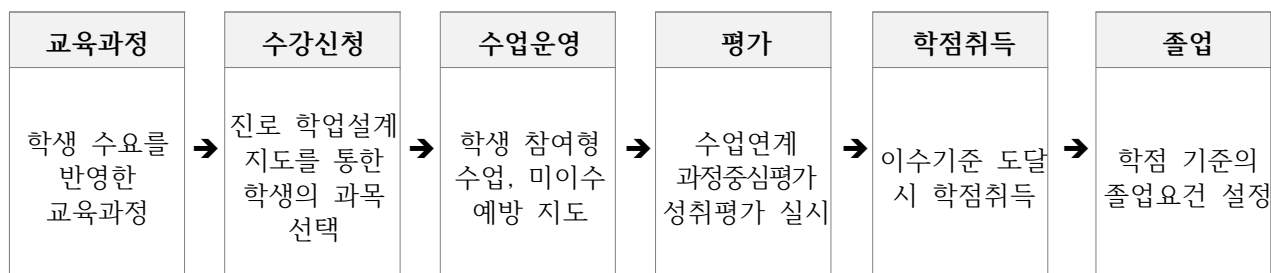 교육과정
학생 수요를
반영한
교육과정
➔
수강신청
진로 학업설계
지도를 통한
학생의 과목
선택
➔
수업운영
학생 참여형
수업, 미이수
예방 지도
➔
평가
수업연계
과정중심평가
성취평가 실시
➔
학점취득
이수기준 도달
시 학점취득
➔
졸업
학점 기준의
졸업요건 설정